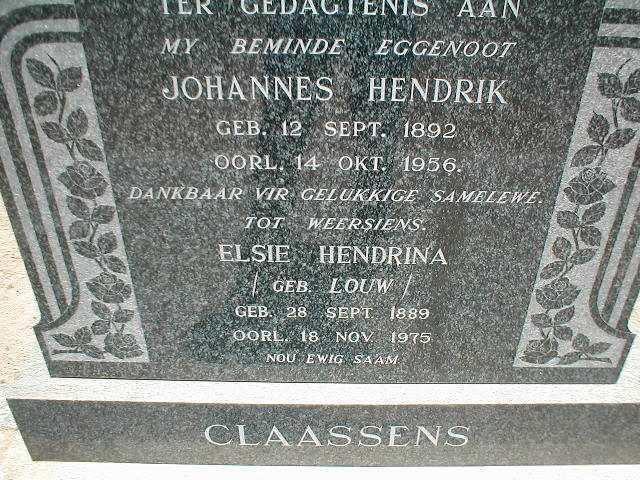 TER GEDAGTENIS AAN
MY BEMINDE EGGENOOT
JOHANNES HENDRIK
GEB. 12 SEPT. 1892
OORL. 14 OKT. 1956.
DANKBAAR VIR GELUKKIGE SAMELEWE.
TOT WEERSIENS.
ELSIE HENDRINA
/ GEB. LOUW /
GEB. 28 SEPT. 1889
OORL. 18 NOV. 1975
NOU EWIG SAAM
CLAASSENS